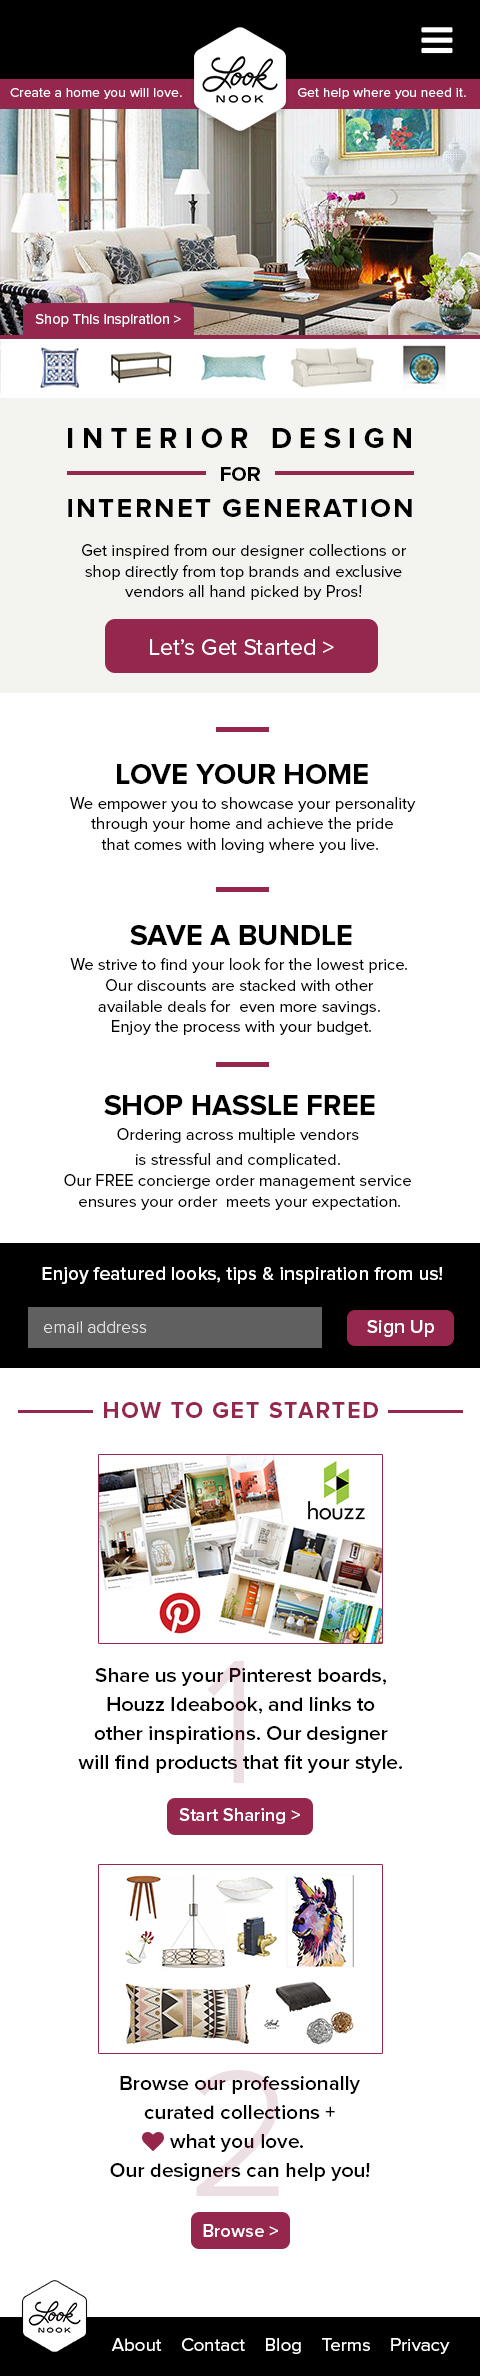 Look
NOOK
Create a home you will love.
Get help where you need it.
Shop This Inspiration >
INTERIOR DESIGN
FOR
INTERNET GENERATION
Get inspired from our designer collections or
shop directly from top brands and exclusive
vendors all hand picked by Pros!
Let's Get Started >
LOVE YOUR HOME
We empower you to showcase your personality
through your home and achieve the pride
that comes with loving where you live.
SAVE A BUNDLE
We strive to find your look for the lowest price.
Our discounts are stacked with other
available deals for  even more savings.
Enjoy the process with your budget.
SHOP HASSLE FREE
Ordering across multiple vendors
is stressful and complicated.
Our FREE concierge order management service
ensures your order  meets your expectation.
Enjoy featured looks, tips & inspiration from us!
email address
Sign Up
HOW TO GET STARTED
houzz
1
Share us your Pinterest boards,
Houzz Ideabook, and links to
other inspirations. Our designer
will find products that fit your style.
Start Sharing >
Look
NOOK
2
Browse our professionally
curated collections +
what you love.
Our designers can help you!
Browse >
Look
NOOK
About Contact Blog Terms Privacy